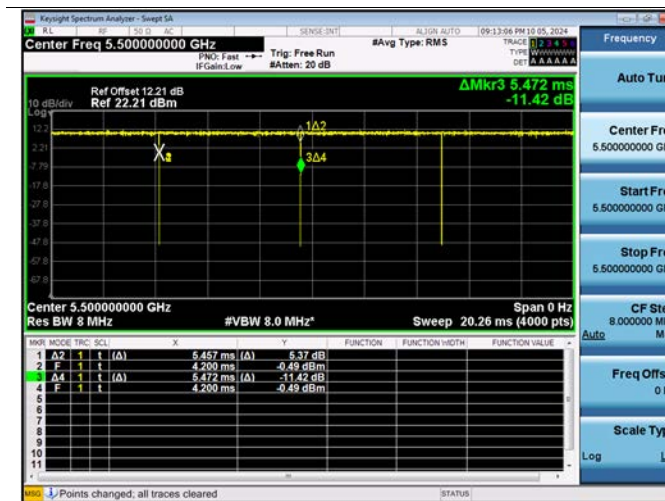 Keysight Spectrum Analyzer - Swept SA
RL RF 50 Ω AC SENSE:INT ALIGN AUTO 09:13:06 PM 10 05, 2024
Center Freq 5.500000000 GHz
PNO: Fast
IFGain:Low
Trig: Free Run
#Atten: 20 dB
#Avg Type: RMS
TRACE 1 2 3 4 5 6
TYPE
DET A A A A A A
Ref Offset 12.21 dB
10 dB/div Ref 22.21 dBm
Log
ΔMkr3 5.472 ms
-11.42 dB
12.2
2.21
-7.79
-17.8
-27.8
-37.8
-47.8
-57.8
-67.8
1Δ2
3Δ4
Center 5.500000000 GHz Span 0 Hz
Res BW 8 MHz #VBW 8.0 MHz* Sweep 20.26 ms (4000 pts)
MKR MODE TRC SCL X Y FUNCTION FUNCTION WIDTH FUNCTION VALUE
1 Δ2 1 t (Δ) 5.457 ms (Δ) 5.37 dB
2 F 1 t 4.200 ms -0.49 dBm
3 Δ4 1 t (Δ) 5.472 ms (Δ) -11.42 dB
4 F 1 t 4.200 ms -0.49 dBm
5
6
7
8
9
10
11
MSG Points changed; all traces cleared STATUS
Frequency
Auto Tu
Center Fre
5.500000000 G
Start Fr
5.500000000 G
Stop Fr
5.500000000 G
CF Ste
8.000000 M
Auto M
Freq Offs
0
Scale Typ
Log L